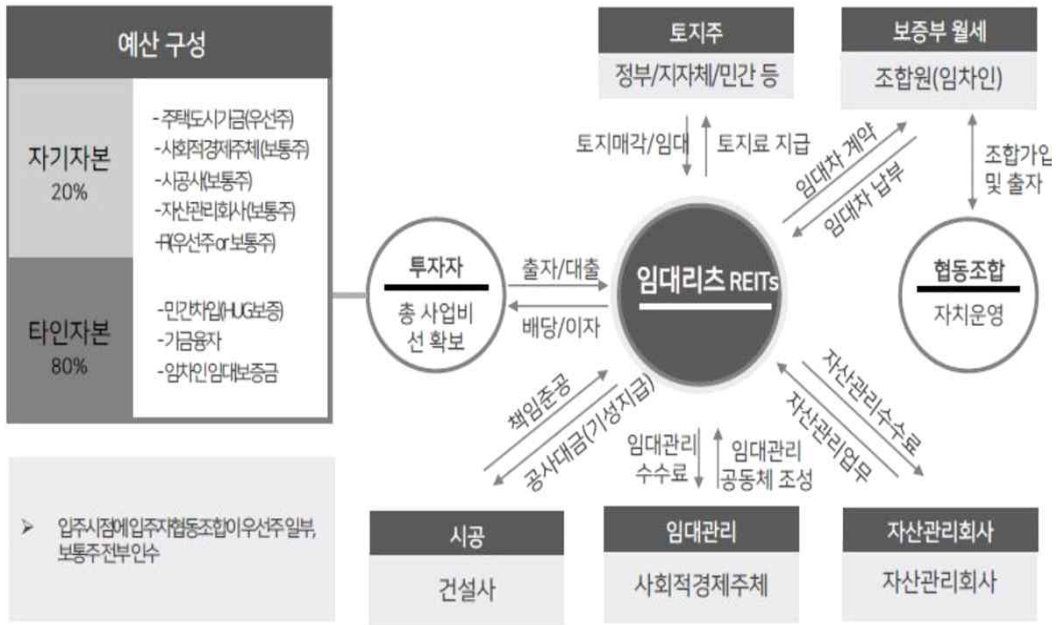 예산 구성
자기자본
20%
-주택도시기금(우선주)
-사회적경제주체(보통주)
-시공사(보통주)
-자산관리회사(보통주)
(우선주or보통주)
타인자본
80%
-민간차입(HUG보증)
-기금융자
-임차인임대보증금
➢ 입주시점에입주자협동조합이우선주일부,
보통주전부인수
투자자
총 사업비
선 확보
출자/대출
배당/이자
토지주
정부/지자체/민간 등
토지매각/임대
토지료 지급
보증부 월세
조합원(임차인)
임대차 계약
임대차 납부
조합가입
및 출자
임대리츠 REITs
협동조합
자치운영
책임준공
공사대금(기성지급)
임대관리
수수료
임대관리
공동체 조성
자산관리수수료
자산관리업무
시공
건설사
임대관리
사회적경제주체
자산관리회사
자산관리회사